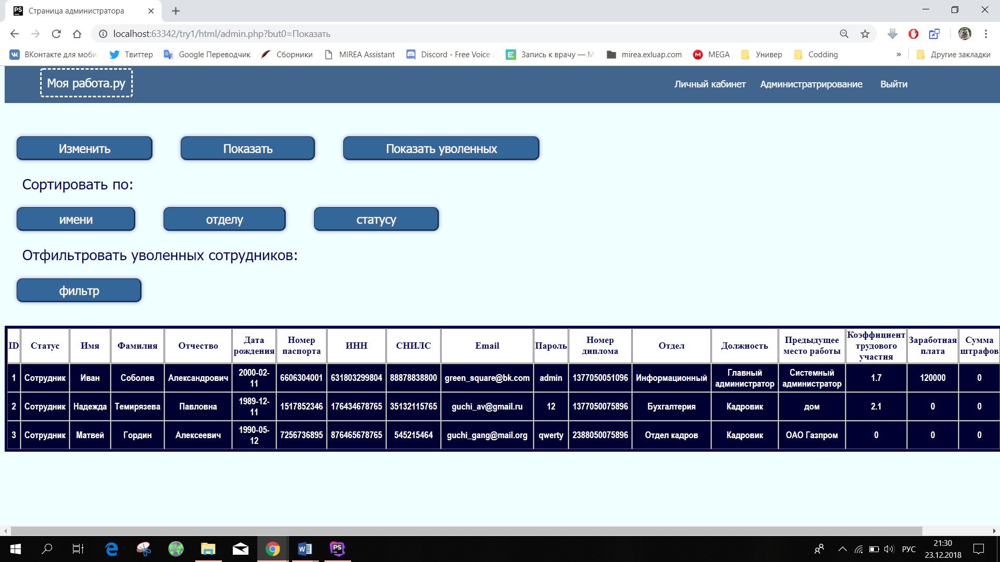 Страница администратора
localhost:63342/try1/html/admin.php?but0=Показать
ВКонтакте для моби
Твиттер
Google Переводчик
Сборники
MIREA Assistant
Discord - Free Voice
Запись к врачу —
mirea.exluap.com
MEGA
Универ
Codding
»
Другие закладки
Моя работа.ру
Личный кабинет
Администратрирование
Выйти
Изменить
Показать
Показать уволенных
Сортировать по:
имени
отделу
статусу
Отфильтровать уволенных сотрудников:
фильтр
ID
Статус
Имя
Фамилия
Отчество
Дата
рождения
Номер
паспорта
ИНН
СНИЛС
Email
Пароль
Номер
диплома
Отдел
Должность
Предыдущее
место работы
Коэффициент
трудового
участия
Заработная
плата
Сумма
штрафов
1
Сотрудник
Иван
Соболев
Александрович
2000-02-
11
6606304001
631803299804
88878838800
green_square@bk.com
admin
1377050051096
Информационный
Главный
администратор
Системный
администратор
1.7
120000
0
2
Сотрудник
Надежда
Темирязева
Павловна
1989-12-
11
1517852346
176434678765
35132115765
guchi_av@gmail.ru
12
1377050075896
Бухгалтерия
Кадровик
дом
2.1
0
0
3
Сотрудник
Матвей
Гордин
Алексеевич
1990-05-
12
7256736895
876465678765
545215464
guchi_gang@mail.org
qwerty
2388050075896
Отдел кадров
Кадровик
ОАО Газпром
0
0
0
РУС
21:30
23.12.2018